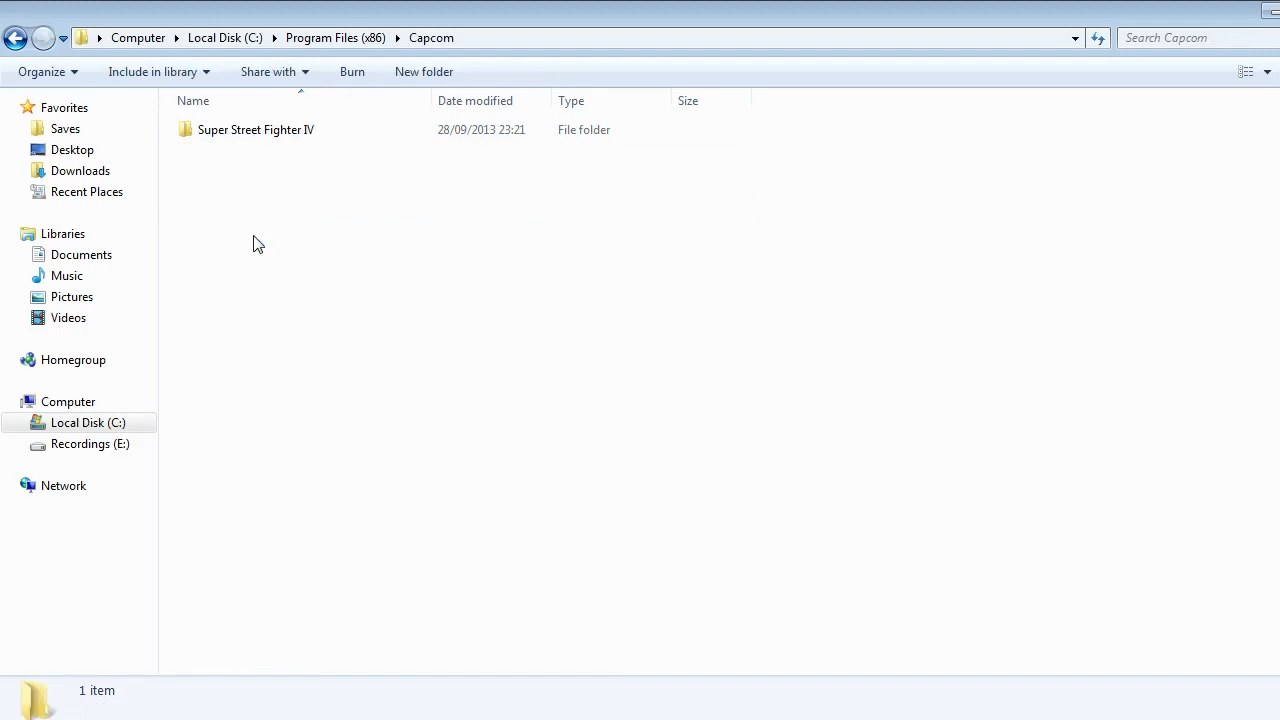 Computer Local Disk (C:) Program Files (x86) Capcom
Search Capcom
Organize Include in library Share with Burn New folder
Name Date modified Type Size
Super Street Fighter IV 28/09/2013 23:21 File folder
Favorites
Saves
Desktop
Downloads
Recent Places
Libraries
Documents
Music
Pictures
Videos
Homegroup
Computer
Local Disk (C:)
Recordings (E:)
Network
1 item